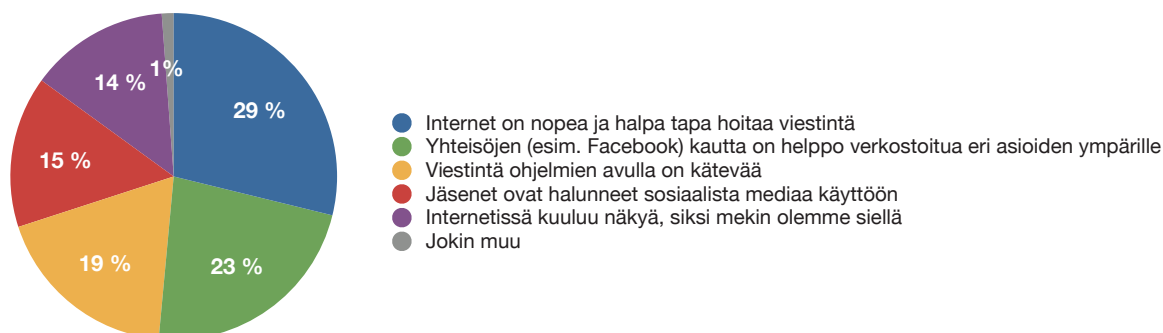 1%
14 %
29 %
15 %
19 %
23 %
Internet on nopea ja halpa tapa hoitaa viestintä
Yhteisöjen (esim. Facebook) kautta on helppo verkostoitua eri asioiden ympärille
Viestintä ohjelmien avulla on kätevää
Jäsenet ovat halunneet sosiaalista mediaa käyttöön
Internetissä kuuluu näkyä, siksi mekin olemme siellä
Jokin muu